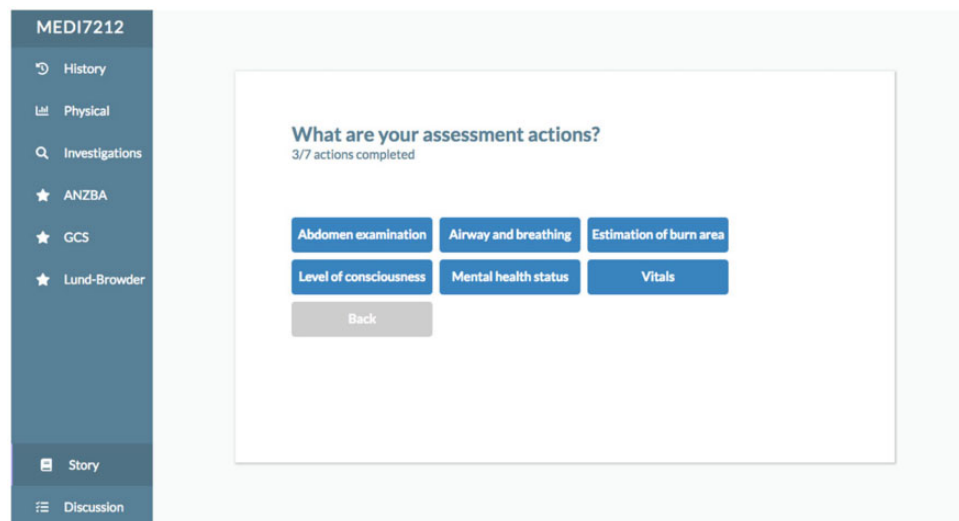 MEDI7212
History
Physical
Investigations
ANZBA
GCS
Lund-Browder
Story
Discussion
What are your assessment actions?
3/7 actions completed
Abdomen examination
Airway and breathing
Estimation of burn area
Level of consciousness
Mental health status
Vitals
Back